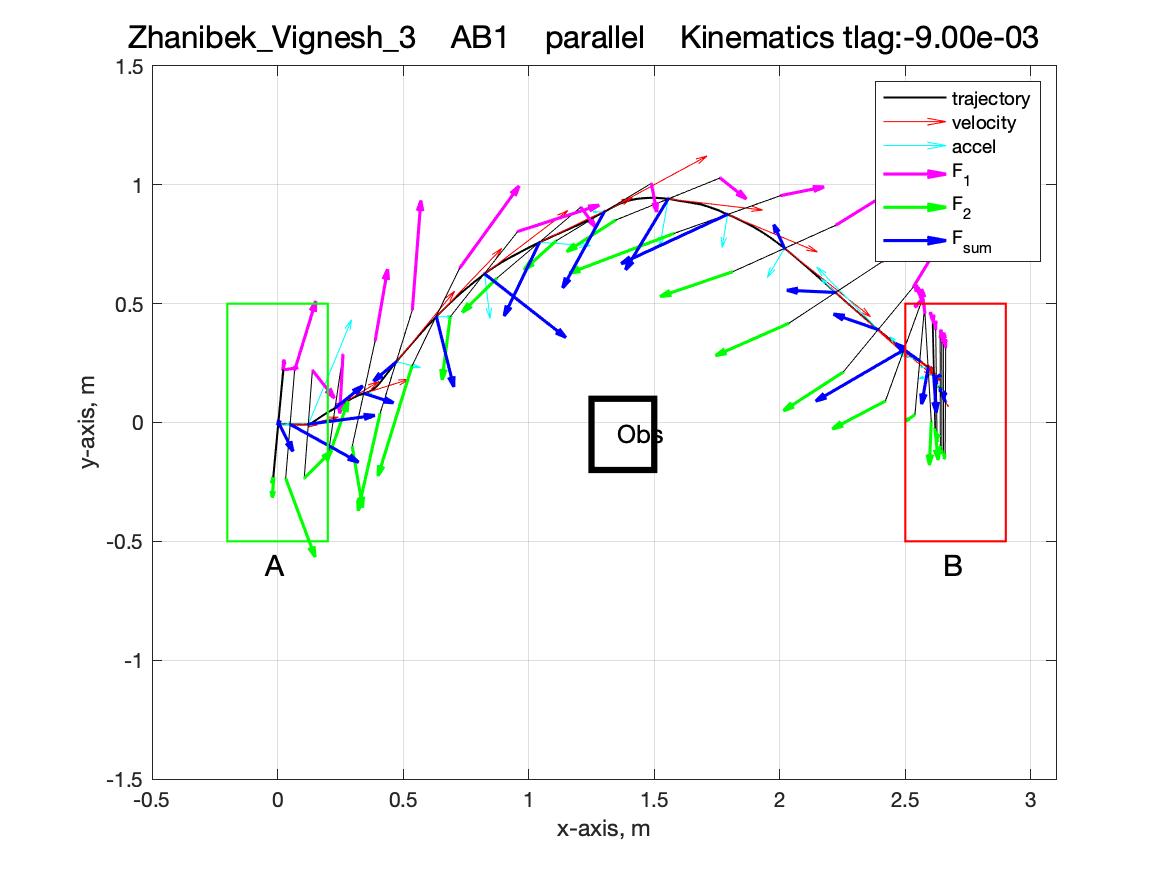 Zhanibek_Vignesh_3 AB1 parallel Kinematics tlag:-9.00e-03
1.5
1
0.5
0
-0.5
-1
-1.5
y-axis, m
trajectory
velocity
accel
F1
F2
Fsum
Obs
A
B
-0.5 0 0.5 1 1.5 2 2.5 3
x-axis, m